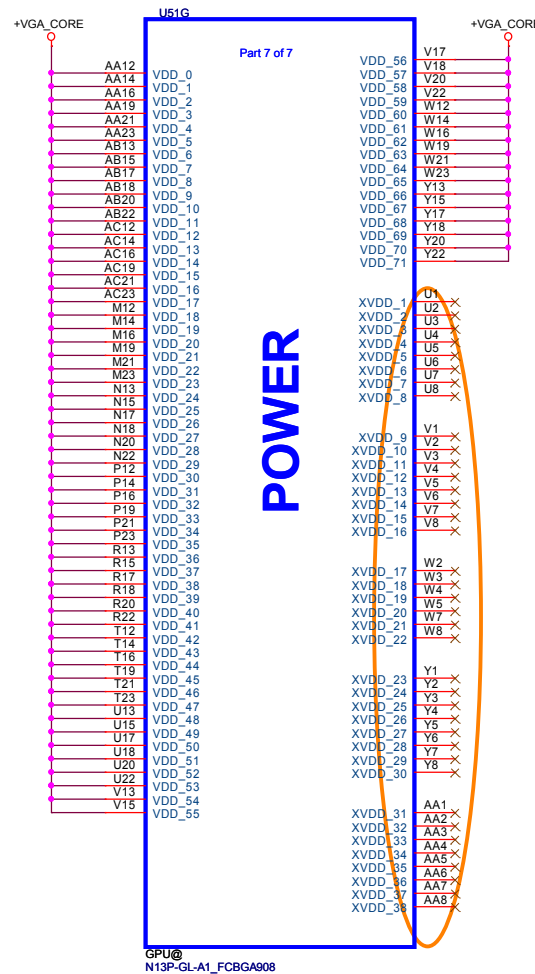 U51G
+VGA_CORE
+VGA_CORE
Part 7 of 7
AA12 VDD_0
AA14 VDD_1
AA16 VDD_2
AA19 VDD_3
AA21 VDD_4
AA23 VDD_5
AB13 VDD_6
AB15 VDD_7
AB17 VDD_8
AB18 VDD_9
AB20 VDD_10
AB22 VDD_11
AC12 VDD_12
AC14 VDD_13
AC16 VDD_14
AC19 VDD_15
AC21 VDD_16
AC23 VDD_17
M12 VDD_18
M14 VDD_19
M16 VDD_20
M19 VDD_21
M21 VDD_22
M23 VDD_23
N13 VDD_24
N15 VDD_25
N17 VDD_26
N18 VDD_27
N20 VDD_28
N22 VDD_29
P12 VDD_30
P14 VDD_31
P16 VDD_32
P19 VDD_33
P21 VDD_34
P23 VDD_35
R13 VDD_36
R15 VDD_37
R17 VDD_38
R18 VDD_39
R20 VDD_40
R22 VDD_41
T12 VDD_42
T14 VDD_43
T16 VDD_44
T19 VDD_45
T21 VDD_46
T23 VDD_47
U13 VDD_48
U15 VDD_49
U17 VDD_50
U18 VDD_51
U20 VDD_52
U22 VDD_53
V13 VDD_54
V15 VDD_55
POWER
VDD_56 V17
VDD_57 V18
VDD_58 V20
VDD_59 V22
VDD_60 W12
VDD_61 W14
VDD_62 W16
VDD_63 W19
VDD_64 W21
VDD_65 W23
VDD_66 Y13
VDD_67 Y15
VDD_68 Y17
VDD_69 Y18
VDD_70 Y20
VDD_71 Y22
XVDD_1 U1
XVDD_2 U2
XVDD_3 U3
XVDD_4 U4
XVDD_5 U5
XVDD_6 U6
XVDD_7 U7
XVDD_8 U8
XVDD_9 V1
XVDD_10 V2
XVDD_11 V3
XVDD_12 V4
XVDD_13 V5
XVDD_14 V6
XVDD_15 V7
XVDD_16 V8
XVDD_17 W2
XVDD_18 W3
XVDD_19 W4
XVDD_20 W5
XVDD_21 W7
XVDD_22 W8
XVDD_23 Y1
XVDD_24 Y2
XVDD_25 Y3
XVDD_26 Y4
XVDD_27 Y5
XVDD_28 Y6
XVDD_29 Y7
XVDD_30 Y8
XVDD_31 AA1
XVDD_32 AA2
XVDD_33 AA3
XVDD_34 AA4
XVDD_35 AA5
XVDD_36 AA6
XVDD_37 AA7
XVDD_38 AA8
GPU@
N13P-GL-A1_FCBGA908